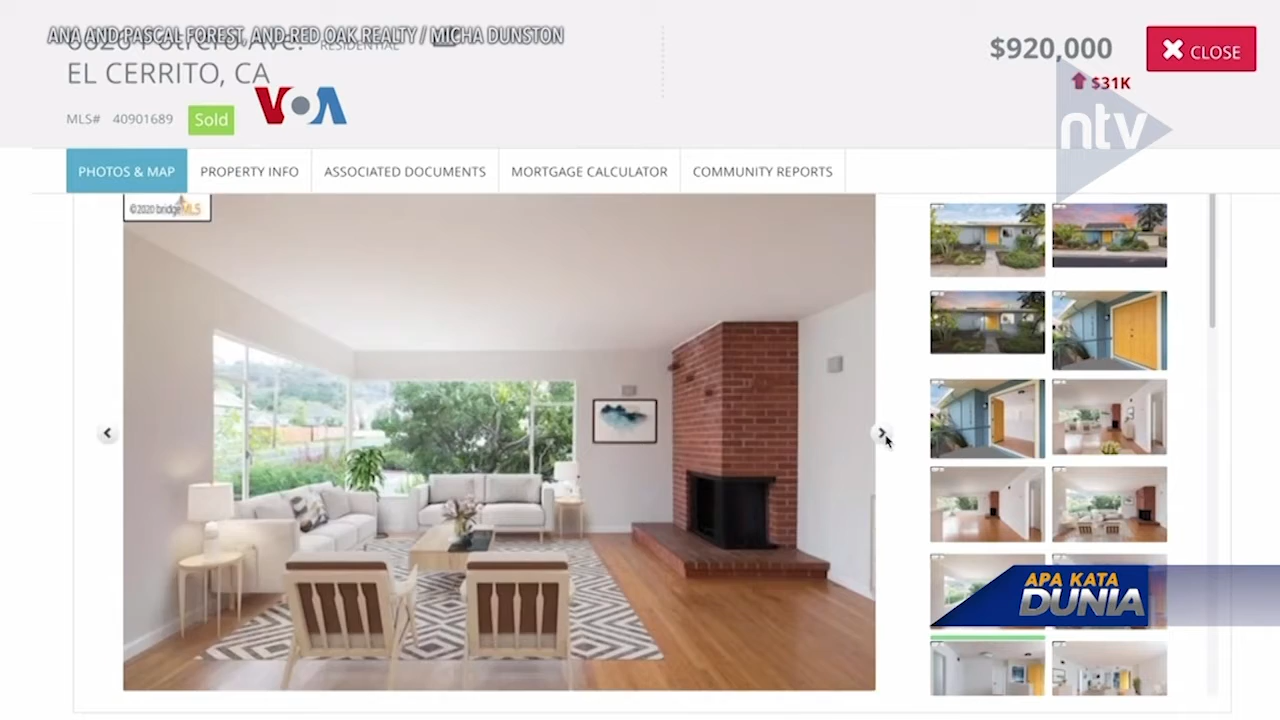 ANA AND PASCAL FOREST, AND RED OAK REALTY / MICHA DUNSTON
RESIDENTIAL
EL CERRITO, CA
MLS# 40901689 Sold
VOA
$920,000
CLOSE
$31K
ntv
PHOTOS & MAP
PROPERTY INFO
ASSOCIATED DOCUMENTS
MORTGAGE CALCULATOR
COMMUNITY REPORTS
©2020 bridgeMLS
APA KATA
DUNIA